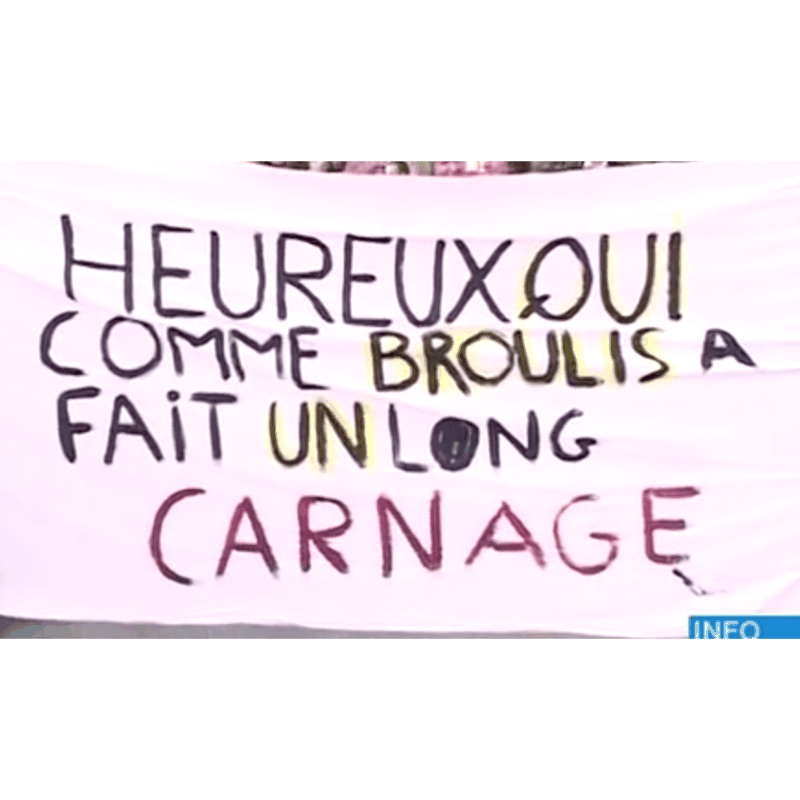 HEUREUX QUI
COMME BROULIS A
FAiT UN LONG
CARNAGE
INFO